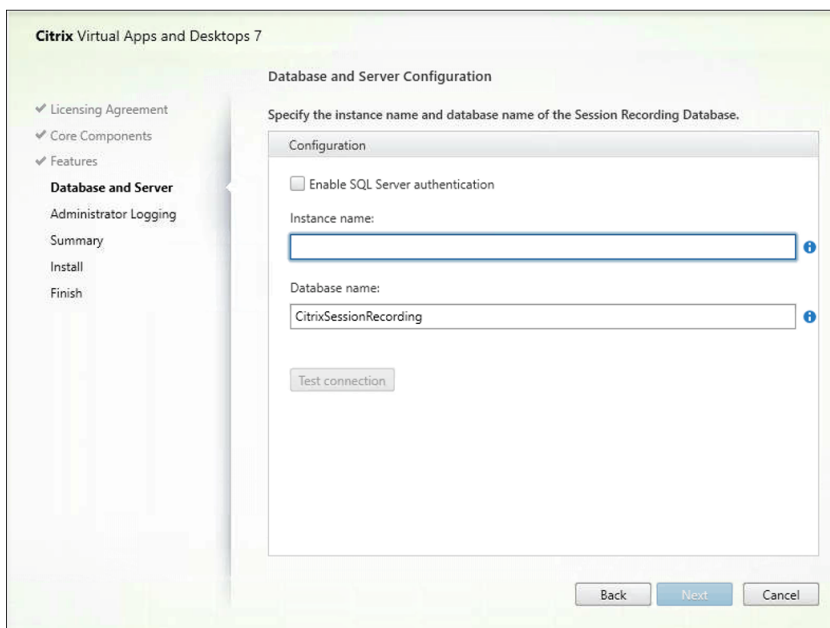 Citrix Virtual Apps and Desktops 7
Licensing Agreement
Core Components
Features
Database and Server
Administrator Logging
Summary
Install
Finish
Database and Server Configuration
Specify the instance name and database name of the Session Recording Database.
Configuration
Enable SQL Server authentication
Instance name:
Database name:
CitrixSessionRecording
Test connection
Back Next Cancel